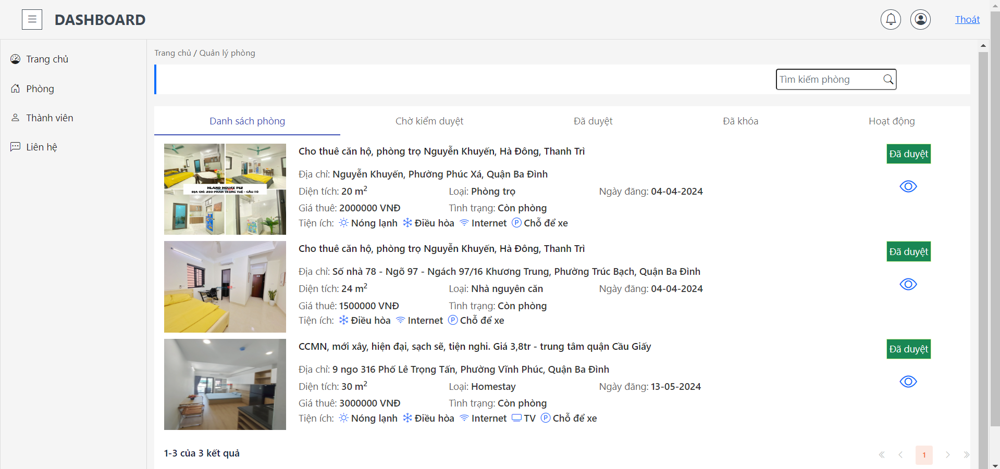 DASHBOARD
Thoát
Trang chủ
Phòng
Thành viên
Liên hệ
Trang chủ / Quản lý phòng
Tìm kiếm phòng
Danh sách phòng
Chờ kiểm duyệt
Đã duyệt
Đã khóa
Hoạt động
HLAND HOUSE 142
ĐỊA CHỈ: 250 PHAN TRỌNG TUỆ - CẦU TÓ
Cho thuê căn hộ, phòng trọ Nguyễn Khuyến, Hà Đông, Thanh Trì
Đã duyệt
Địa chỉ: Nguyễn Khuyến, Phường Phúc Xá, Quận Ba Đình
Diện tích: 20 m² Loại: Phòng trọ Ngày đăng: 04-04-2024
Giá thuê: 2000000 VNĐ Tình trạng: Còn phòng
Tiện ích: Nóng lạnh Điều hòa Internet Ⓟ Chỗ để xe
Cho thuê căn hộ, phòng trọ Nguyễn Khuyến, Hà Đông, Thanh Trì
Đã duyệt
Địa chỉ: Số nhà 78 - Ngõ 97 - Ngách 97/16 Khương Trung, Phường Trúc Bạch, Quận Ba Đình
Diện tích: 24 m² Loại: Nhà nguyên căn Ngày đăng: 04-04-2024
Giá thuê: 1500000 VNĐ Tình trạng: Còn phòng
Tiện ích: Điều hòa Internet Ⓟ Chỗ để xe
CCMN, mới xây, hiện đại, sạch sẽ, tiện nghi. Giá 3,8tr - trung tâm quận Cầu Giấy
Đã duyệt
Địa chỉ: 9 ngo 316 Phố Lê Trọng Tấn, Phường Vĩnh Phúc, Quận Ba Đình
Diện tích: 30 m² Loại: Homestay Ngày đăng: 13-05-2024
Giá thuê: 3000000 VNĐ Tình trạng: Còn phòng
Tiện ích: Nóng lạnh Điều hòa Internet TV Ⓟ Chỗ để xe
1-3 của 3 kết quả
1